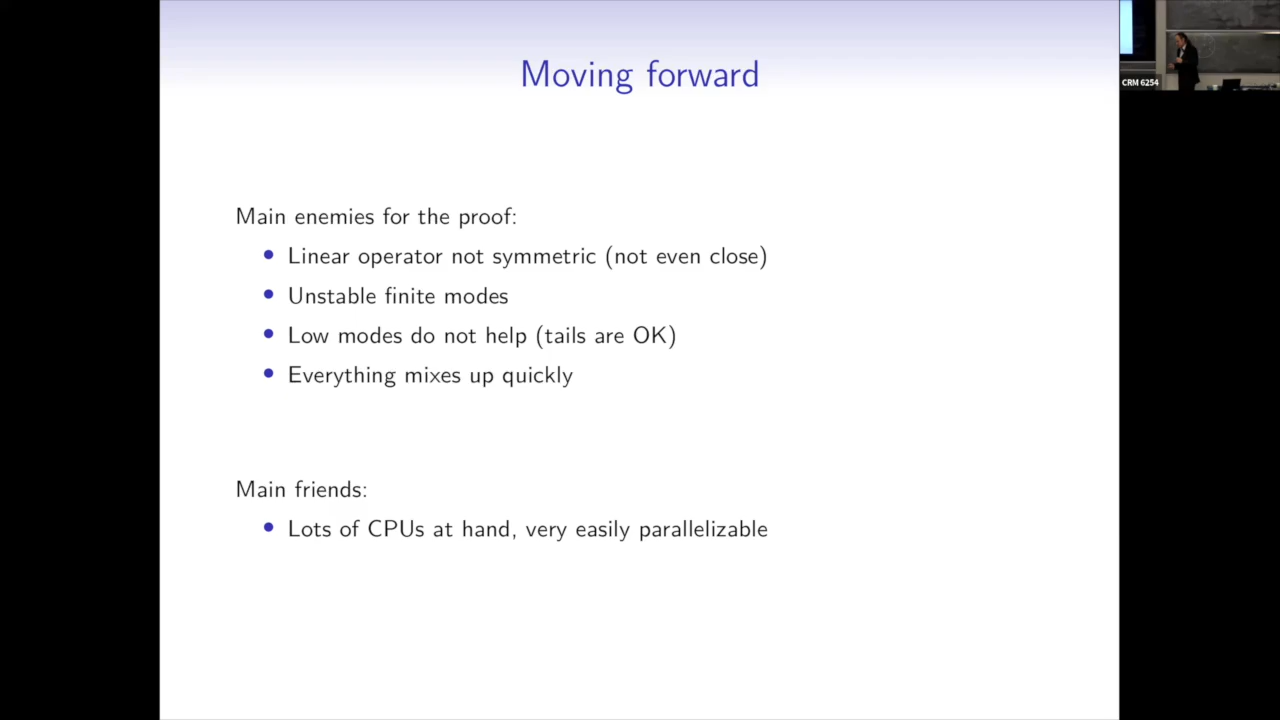 Moving forward
CRM 6254
Main enemies for the proof:
• Linear operator not symmetric (not even close)
• Unstable finite modes
• Low modes do not help (tails are OK)
• Everything mixes up quickly
Main friends:
• Lots of CPUs at hand, very easily parallelizable